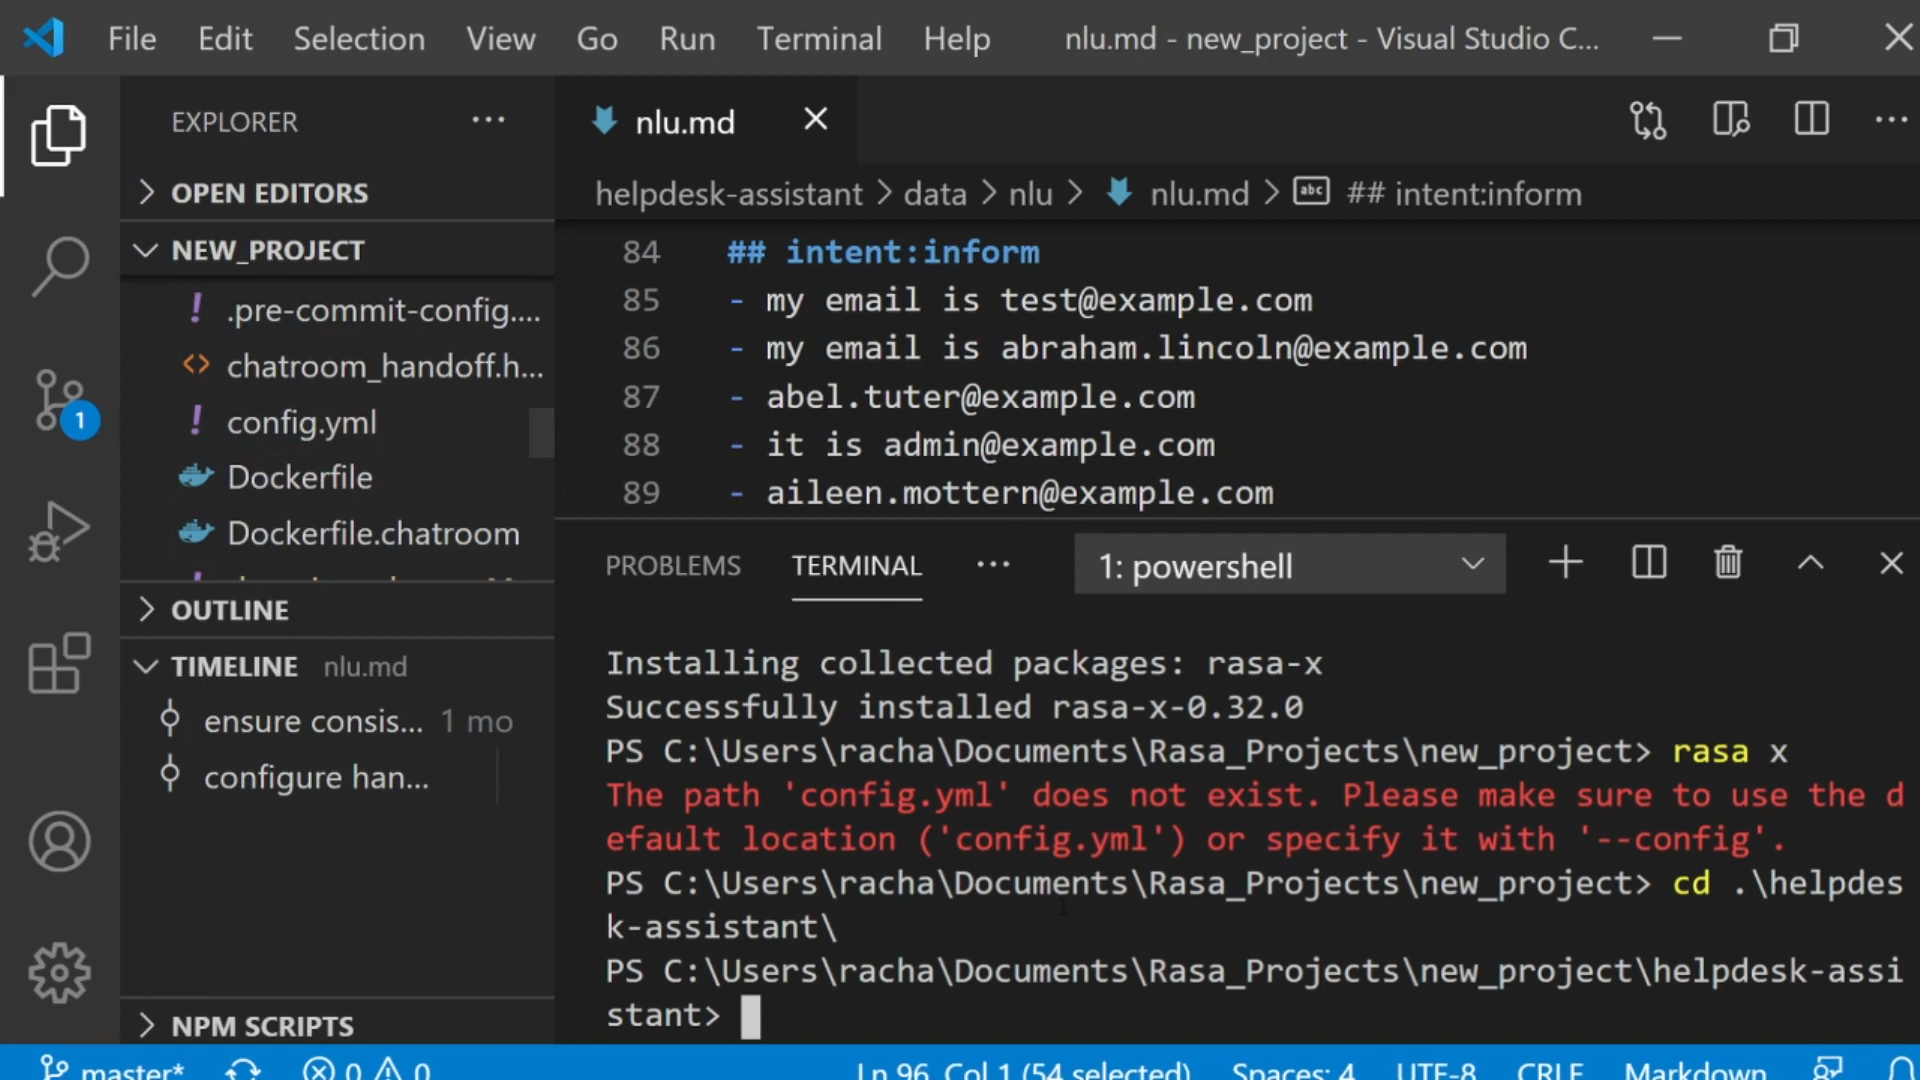 File Edit Selection View Go Run Terminal Help nlu.md - new_project - Visual Studio C...
EXPLORER
OPEN EDITORS
NEW_PROJECT
.pre-commit-config....
chatroom_handoff.h...
config.yml
Dockerfile
Dockerfile.chatroom
OUTLINE
TIMELINE nlu.md
ensure consis... 1 mo
configure han...
NPM SCRIPTS
1
nlu.md
helpdesk-assistant > data > nlu > nlu.md > abc ## intent:inform
84 ## intent:inform
85 - my email is test@example.com
86 - my email is abraham.lincoln@example.com
87 - abel.tuter@example.com
88 - it is admin@example.com
89 - aileen.mottern@example.com
PROBLEMS TERMINAL ... 1: powershell
Installing collected packages: rasa-x
Successfully installed rasa-x-0.32.0
PS C:\Users\racha\Documents\Rasa_Projects\new_project> rasa x
The path 'config.yml' does not exist. Please make sure to use the d
efault location ('config.yml') or specify it with '--config'.
PS C:\Users\racha\Documents\Rasa_Projects\new_project> cd .\helpdes
k-assistant\
PS C:\Users\racha\Documents\Rasa_Projects\new_project\helpdesk-assi
stant>
master* 0 0 Ln 96, Col 1 (54 selected) Spaces: 4 UTF-8 CRLF Markdown